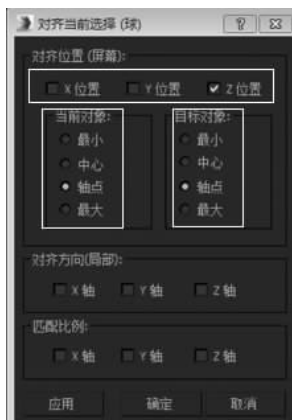 对齐当前选择 (球)
对齐位置 (屏幕):
X 位置 Y 位置 Z 位置
当前对象: 目标对象:
最小 最小
中心 中心
轴点 轴点
最大 最大
对齐方向(局部):
X 轴 Y 轴 Z 轴
匹配比例:
X 轴 Y 轴 Z 轴
应用 确定 取消